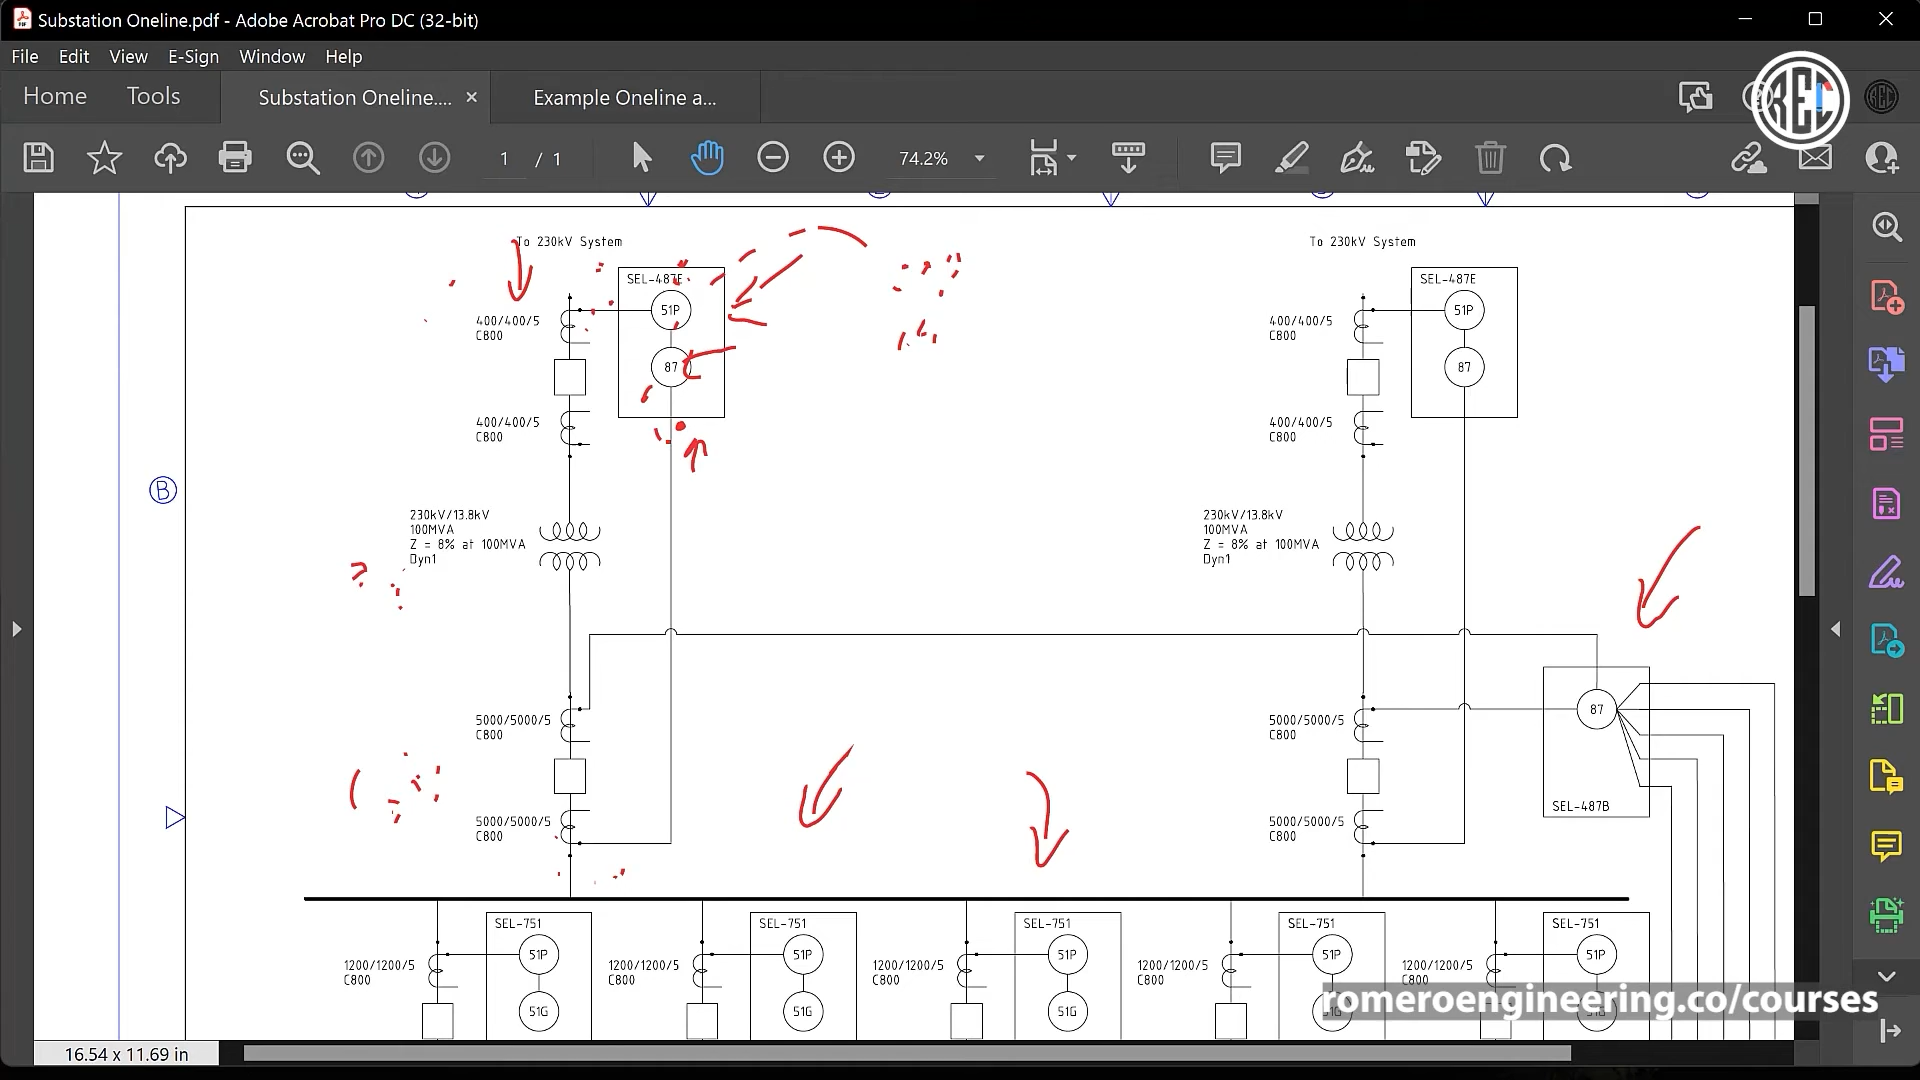 Substation Oneline.pdf - Adobe Acrobat Pro DC (32-bit)
File Edit View E-Sign Window Help
Home Tools Substation Oneline.... × Example Oneline a...
REC
1 / 1 74.2%
To 230kV System To 230kV System
SEL-487E SEL-487E
51P 51P
400/400/5 400/400/5
C800 C800
87 87
400/400/5 400/400/5
C800 C800
B
230kV/13.8kV 230kV/13.8kV
100MVA 100MVA
Z = 8% at 100MVA Z = 8% at 100MVA
Dyn1 Dyn1
5000/5000/5 5000/5000/5 87
C800 C800
SEL-487B
5000/5000/5 5000/5000/5
C800 C800
SEL-751 SEL-751 SEL-751 SEL-751 SEL-751
51P 51P 51P 51P 51P
1200/1200/5 1200/1200/5 1200/1200/5 1200/1200/5 1200/1200/5
C800 C800 C800 C800 C800
romeroengineering.co/courses
51G 51G 51G 51G 51G
16.54 x 11.69 in